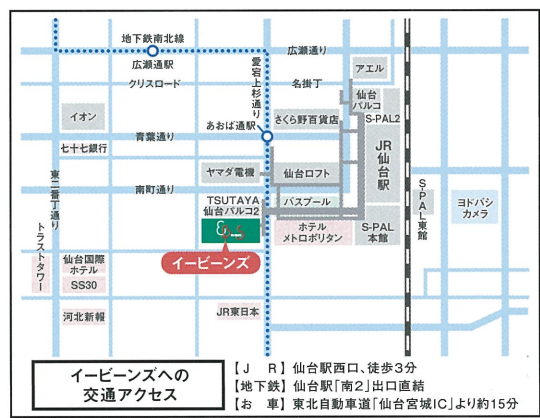 地下鉄南北線
広瀬通駅
広瀬通り
クリスロード
愛宕上杉通り
名掛丁
アエル
仙台
パルコ
S-PAL2
イオン
さくら野百貨店
あおば通駅
青葉通り
七十七銀行
JR仙台駅
ヤマダ電機
仙台ロフト
東二番丁通り
南町通り
バスプール
S-PAL東館
ヨドバシ
カメラ
TSUTAYA
仙台パルコ2
ホテル
メトロポリタン
S-PAL
本館
イービーンズ
トラストタワー
仙台国際
ホテル
SS30
河北新報
JR東日本
イービーンズへの
交通アクセス
【J R】仙台駅西口、徒歩3分
【地下鉄】仙台駅「南2」出口直結
【お 車】東北自動車道「仙台宮城IC」より約15分